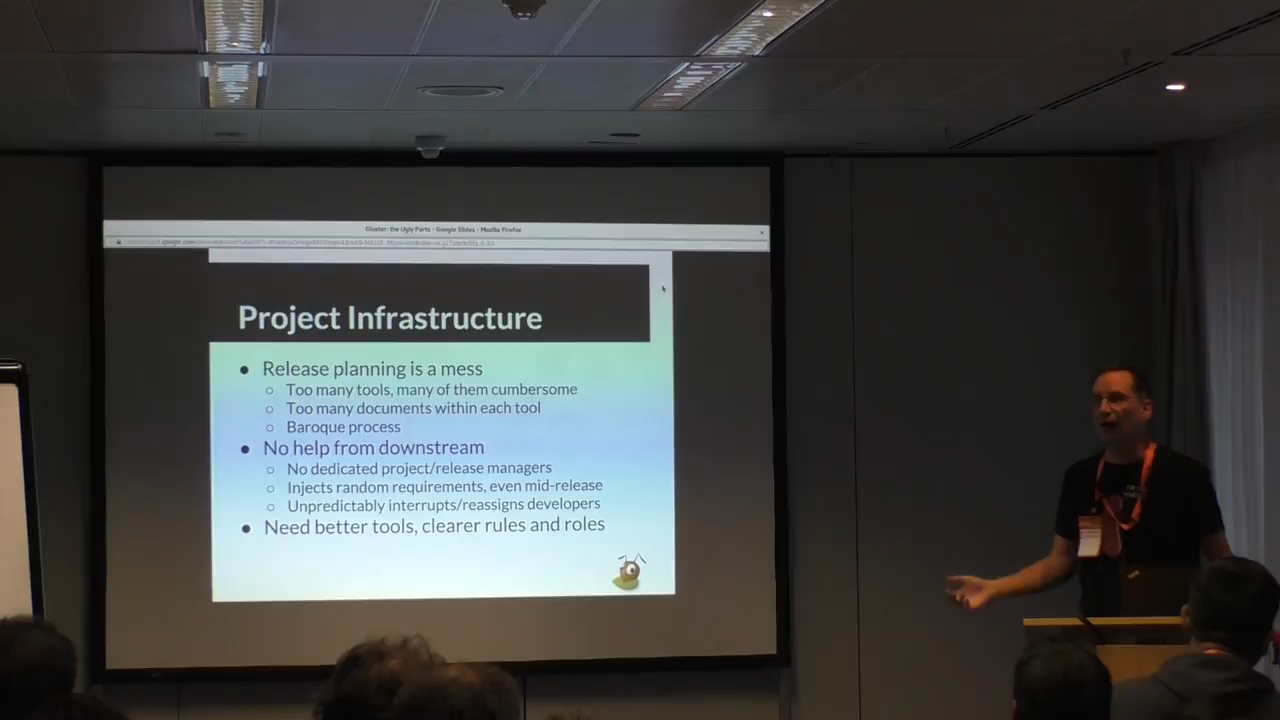 Gluster: the Ugly Parts - Google Slides - Mozilla Firefox
Project Infrastructure
● Release planning is a mess
○ Too many tools, many of them cumbersome
○ Too many documents within each tool
○ Baroque process
● No help from downstream
○ No dedicated project/release managers
○ Injects random requirements, even mid-release
○ Unpredictably interrupts/reassigns developers
● Need better tools, clearer rules and roles